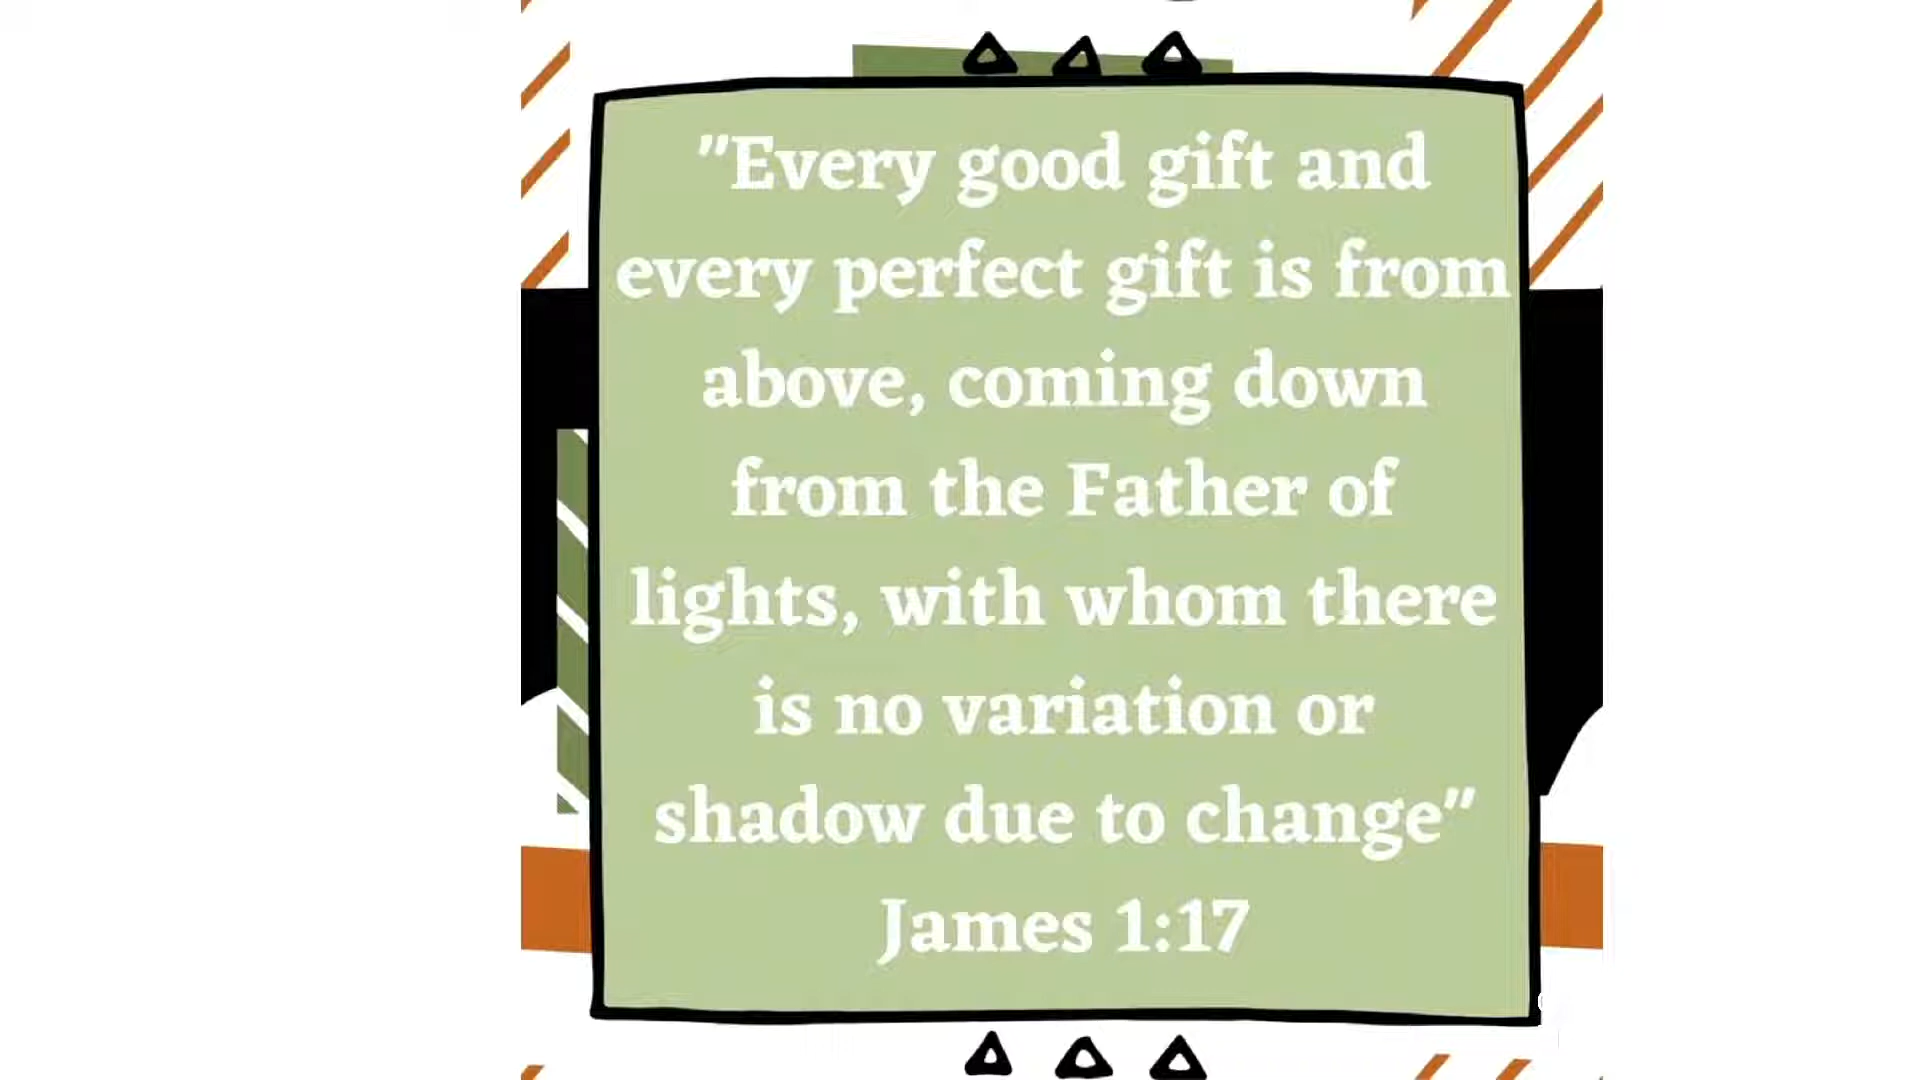 "Every good gift and
every perfect gift is from
above, coming down
from the Father of
lights, with whom there
is no variation or
shadow due to change"
James 1:17